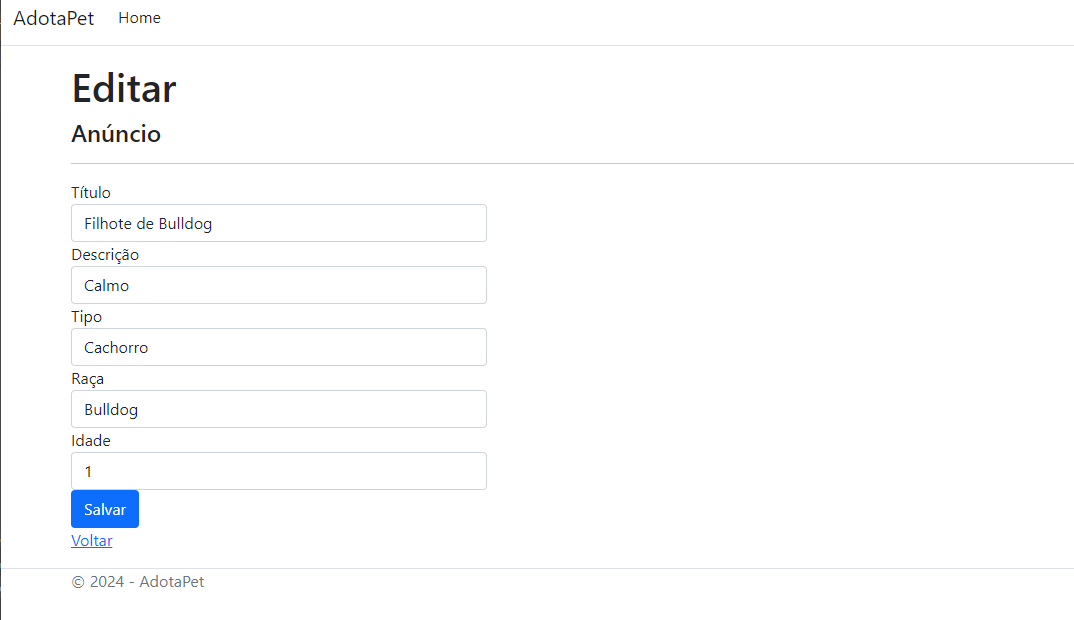 AdotaPet Home
Editar
Anúncio
Título
Filhote de Bulldog
Descrição
Calmo
Tipo
Cachorro
Raça
Bulldog
Idade
1
Salvar
Voltar
© 2024 - AdotaPet